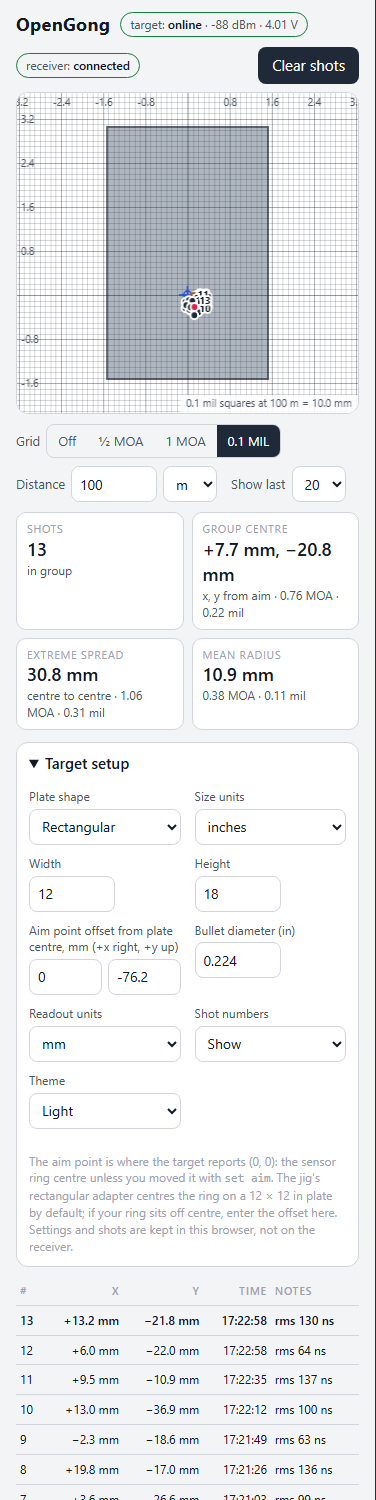 OpenGong
target: online · -88 dBm · 4.01 V
receiver: connected
Clear shots
-2.4 -1.6 -0.8 0.8 1.6 2.4
3.2
2.4
1.6
0.8
-0.8
-1.6
11
13
10
0.1 mil squares at 100 m = 10.0 mm
Grid Off ½ MOA 1 MOA 0.1 MIL
Distance 100 m Show last 20
SHOTS
13
in group
GROUP CENTRE
+7.7 mm, −20.8
mm
x, y from aim · 0.76 MOA ·
0.22 mil
EXTREME SPREAD
30.8 mm
centre to centre · 1.06
MOA · 0.31 mil
MEAN RADIUS
10.9 mm
0.38 MOA · 0.11 mil
▼ Target setup
Plate shape
Rectangular
Size units
inches
Width
12
Height
18
Aim point offset from plate
centre, mm (+x right, +y up)
0 -76.2
Bullet diameter (in)
0.224
Readout units
mm
Shot numbers
Show
Theme
Light
The aim point is where the target reports (0, 0): the sensor
ring centre unless you moved it with set aim. The jig's
rectangular adapter centres the ring on a 12 × 12 in plate
by default; if your ring sits off centre, enter the offset here.
Settings and shots are kept in this browser, not on the
receiver.
# X Y TIME NOTES
13 +13.2 mm −21.8 mm 17:22:58 rms 130 ns
12 +6.0 mm −22.0 mm 17:22:58 rms 64 ns
11 +9.5 mm −10.9 mm 17:22:35 rms 137 ns
10 +13.0 mm −36.9 mm 17:22:12 rms 100 ns
9 −2.3 mm −18.6 mm 17:21:49 rms 63 ns
8 +19.8 mm −17.0 mm 17:21:26 rms 136 ns